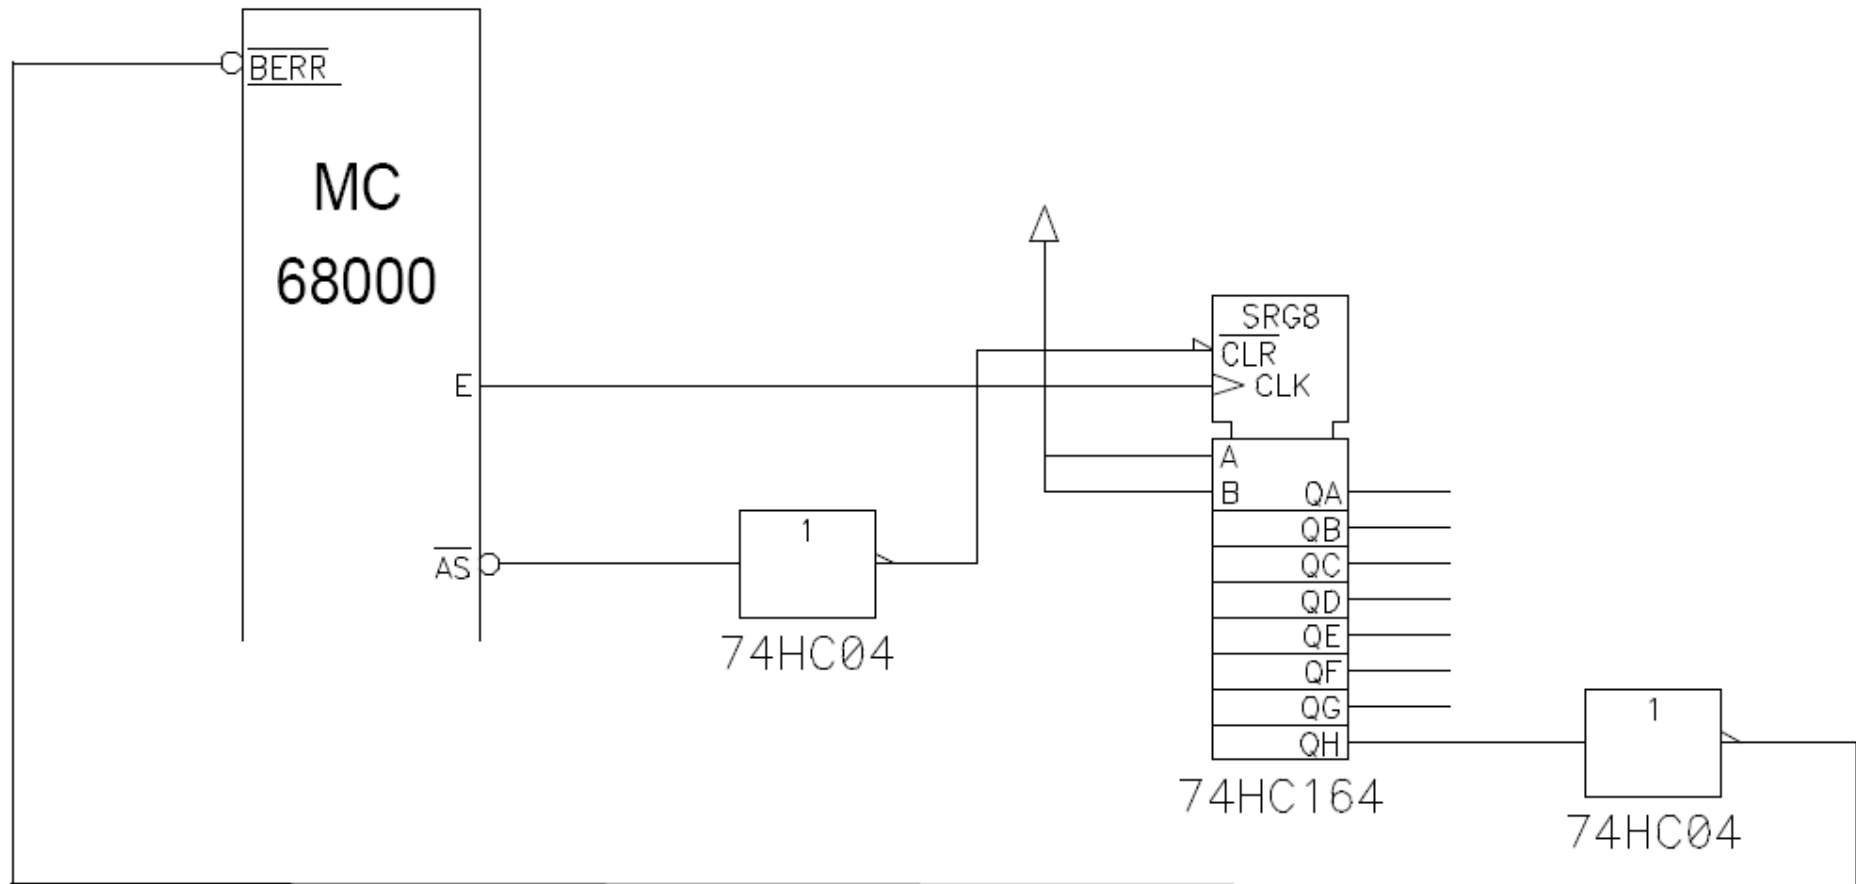 BERR
MC
68000
E
AS
1
74HC04
SRG8
CLR
CLK
A
B
QA
QB
QC
QD
QE
QF
QG
QH
74HC164
1
74HC04